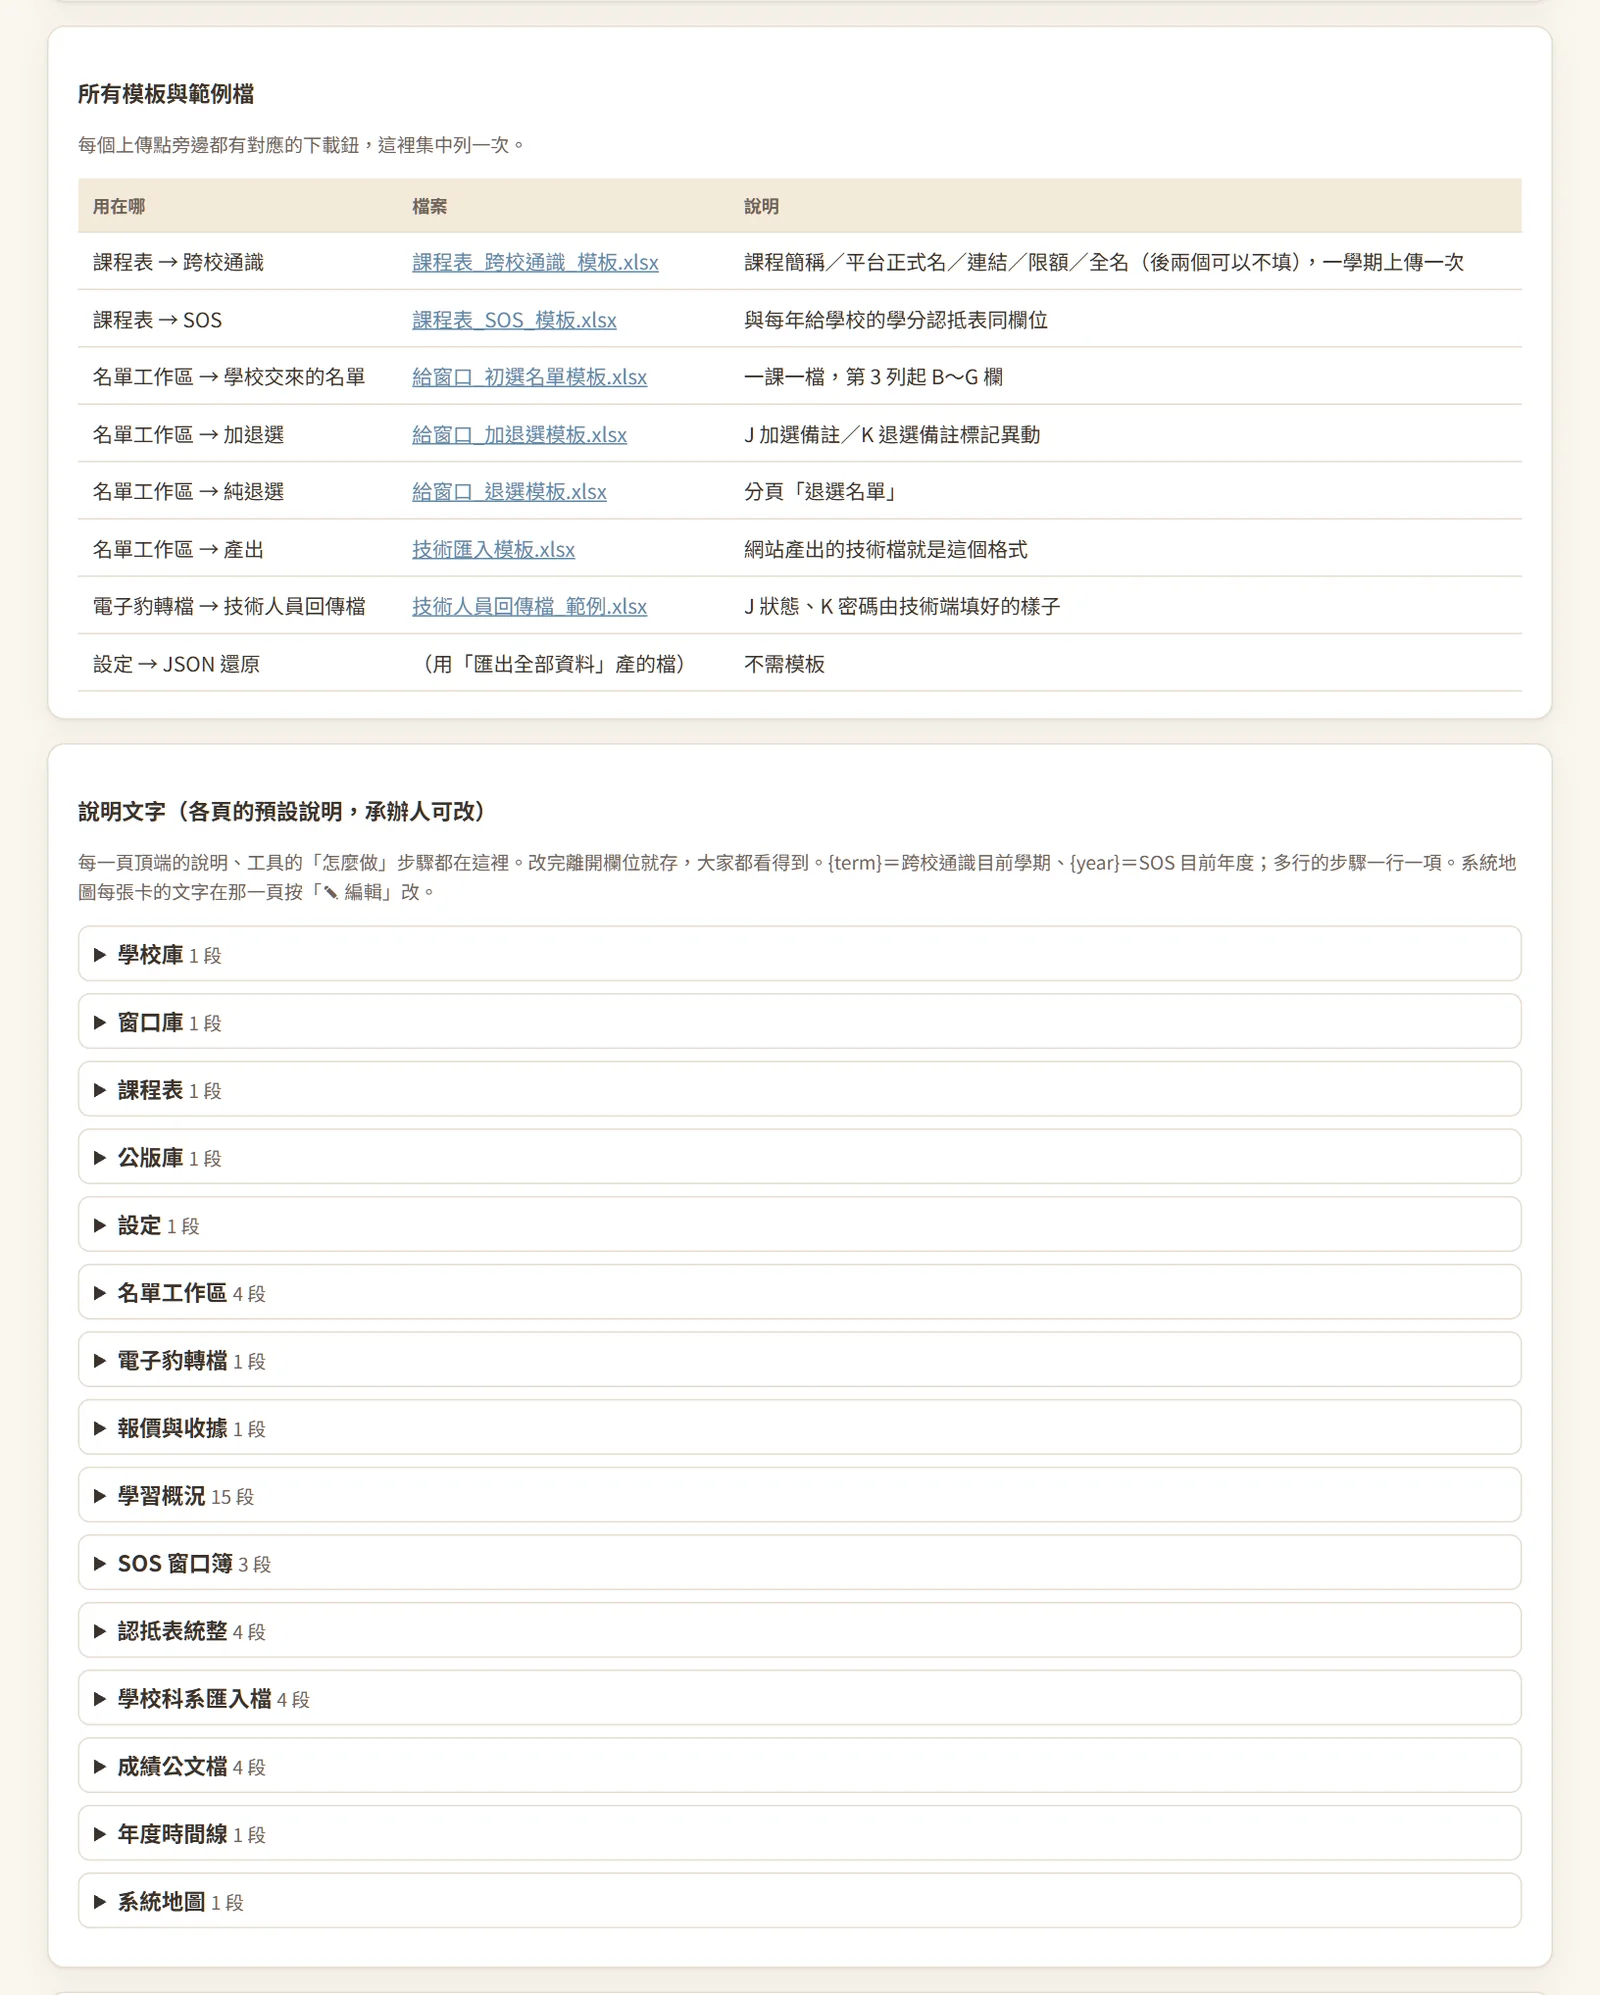 所有模板與範例檔
每個上傳點旁邊都有對應的下載鈕，這裡集中列一次。
用在哪 檔案 說明
課程表 → 跨校通識 課程表_跨校通識_模板.xlsx 課程簡稱／平台正式名／連結／限額／全名（後兩個可以不填），一學期上傳一次
課程表 → SOS 課程表_SOS_模板.xlsx 與每年給學校的學分認抵表同欄位
名單工作區 → 學校交來的名單 給窗口_初選名單模板.xlsx 一課一檔，第 3 列起 B～G 欄
名單工作區 → 加退選 給窗口_加退選模板.xlsx J 加選備註／K 退選備註標記異動
名單工作區 → 純退選 給窗口_退選模板.xlsx 分頁「退選名單」
名單工作區 → 產出 技術匯入模板.xlsx 網站產出的技術檔就是這個格式
電子豹轉檔 → 技術人員回傳檔 技術人員回傳檔_範例.xlsx J 狀態、K 密碼由技術端填好的樣子
設定 → JSON 還原 （用「匯出全部資料」產的檔） 不需模板
說明文字（各頁的預設說明，承辦人可改）
每一頁頂端的說明、工具的「怎麼做」步驟都在這裡。改完離開欄位就存，大家都看得到。{term}＝跨校通識目前學期、{year}＝SOS 目前年度；多行的步驟一行一項。系統地
圖每張卡的文字在那一頁按「✎ 編輯」改。
▶ 學校庫 1 段
▶ 窗口庫 1 段
▶ 課程表 1 段
▶ 公版庫 1 段
▶ 設定 1 段
▶ 名單工作區 4 段
▶ 電子豹轉檔 1 段
▶ 報價與收據 1 段
▶ 學習概況 15 段
▶ SOS 窗口簿 3 段
▶ 認抵表統整 4 段
▶ 學校科系匯入檔 4 段
▶ 成績公文檔 4 段
▶ 年度時間線 1 段
▶ 系統地圖 1 段